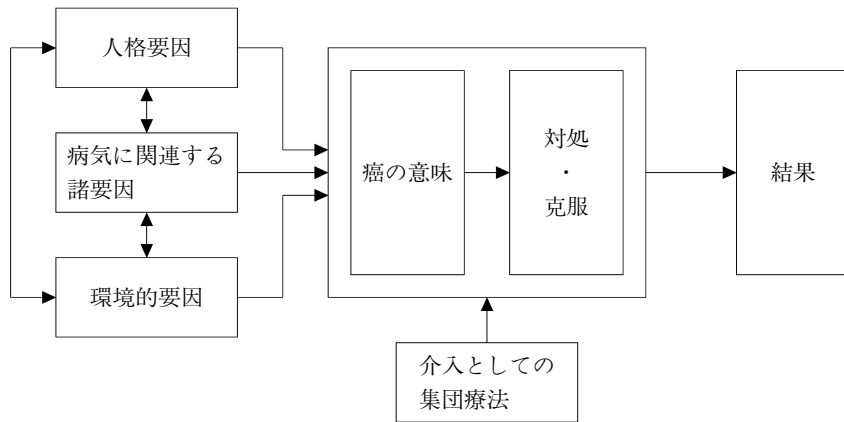 人格要因
病気に関連する
諸要因
環境的要因
癌の意味
対処
・
克服
結果
介入としての
集団療法